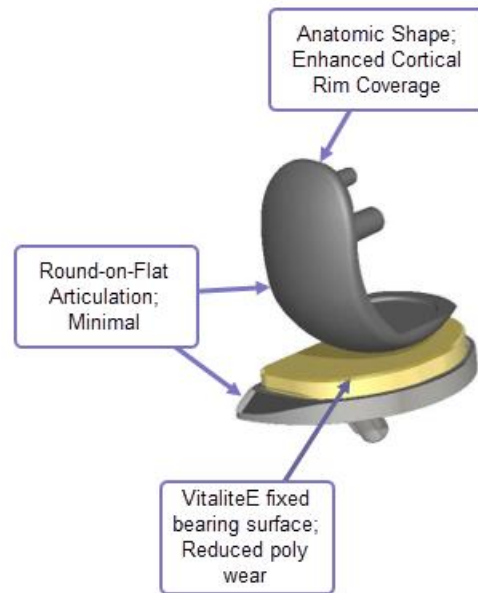 Anatomic Shape;
Enhanced Cortical
Rim Coverage
Round-on-Flat
Articulation;
Minimal
VitaliteE fixed
bearing surface;
Reduced poly
wear